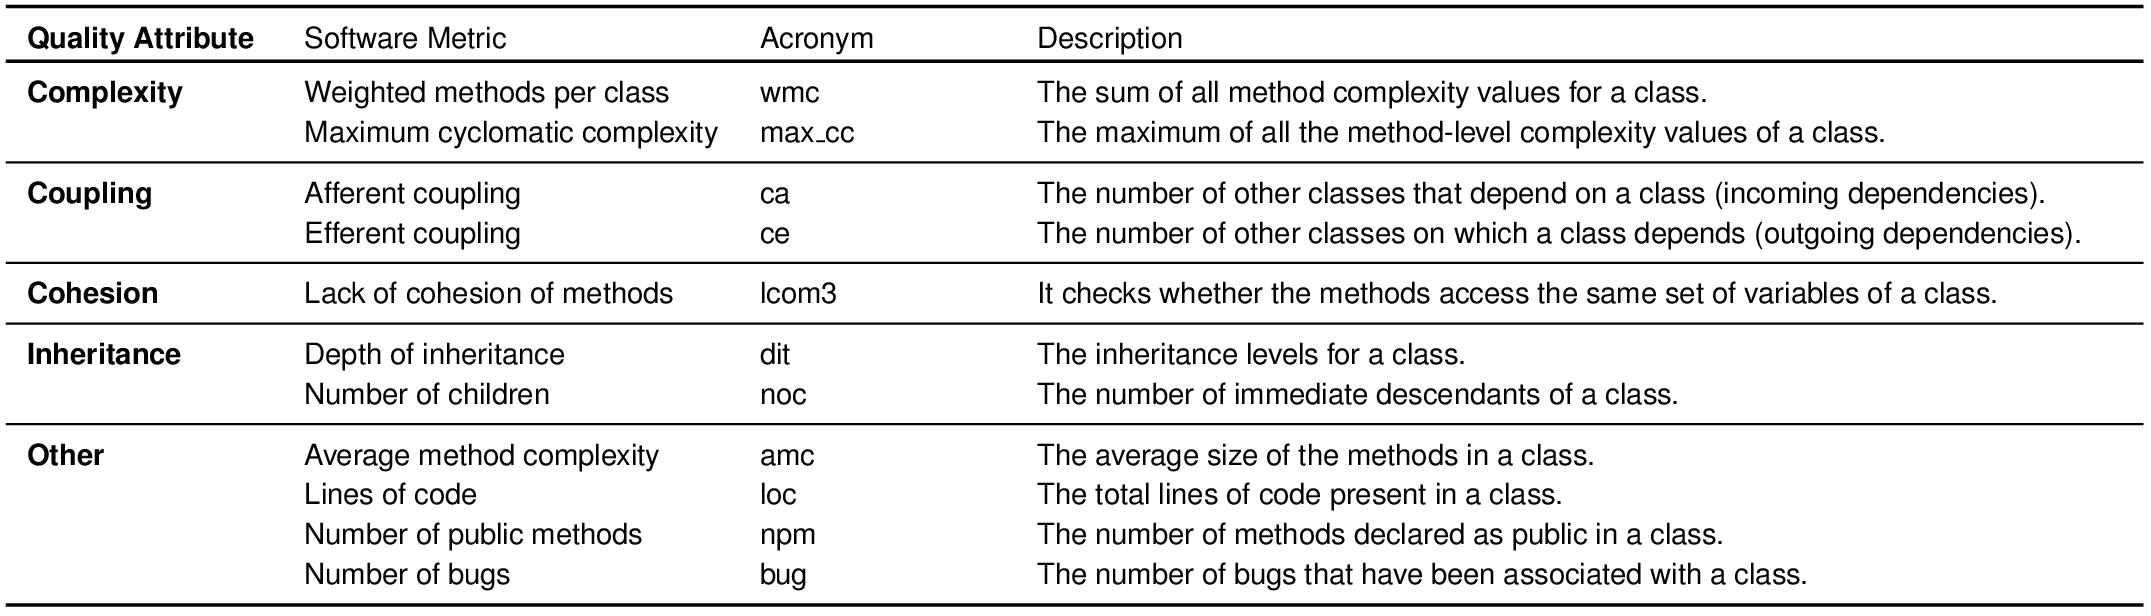 Quality Attribute Software Metric Acronym Description
Complexity Weighted methods per class wmc The sum of all method complexity values for a class.
Maximum cyclomatic complexity max_cc The maximum of all the method-level complexity values of a class.
Coupling Afferent coupling ca The number of other classes that depend on a class (incoming dependencies).
Efferent coupling ce The number of other classes on which a class depends (outgoing dependencies).
Cohesion Lack of cohesion of methods lcom3 It checks whether the methods access the same set of variables of a class.
Inheritance Depth of inheritance dit The inheritance levels for a class.
Number of children noc The number of immediate descendants of a class.
Other Average method complexity amc The average size of the methods in a class.
Lines of code loc The total lines of code present in a class.
Number of public methods npm The number of methods declared as public in a class.
Number of bugs bug The number of bugs that have been associated with a class.